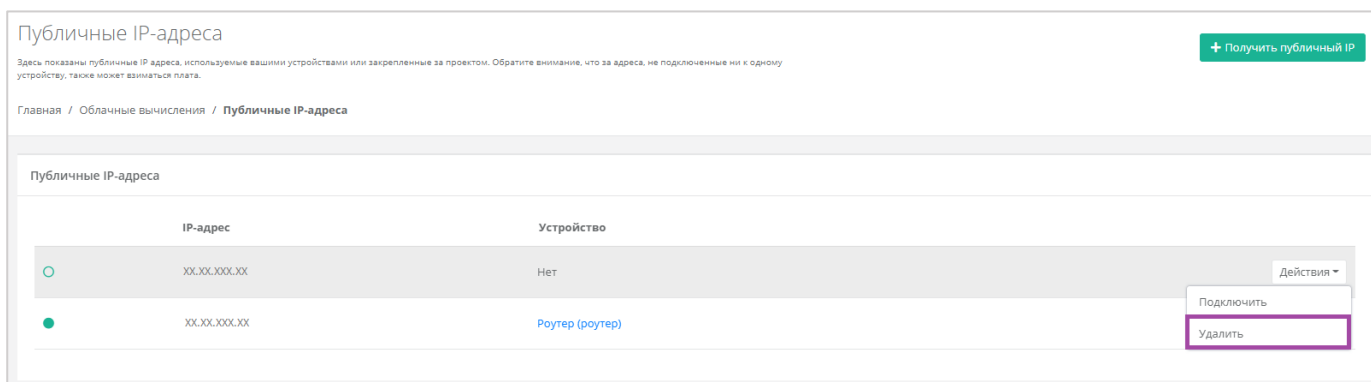 Публичные IP-адреса
+ Получить публичный IP
Здесь показаны публичные IP адреса, используемые вашими устройствами или закрепленные за проектом. Обратите внимание, что за адреса, не подключенные ни к одному
устройству, также может взиматься плата.
Главная / Облачные вычисления / Публичные IP-адреса
Публичные IP-адреса
IP-адрес Устройство
XX.XX.XXX.XX Нет Действия
Подключить
XX.XX.XXX.XX Роутер (роутер)
Удалить